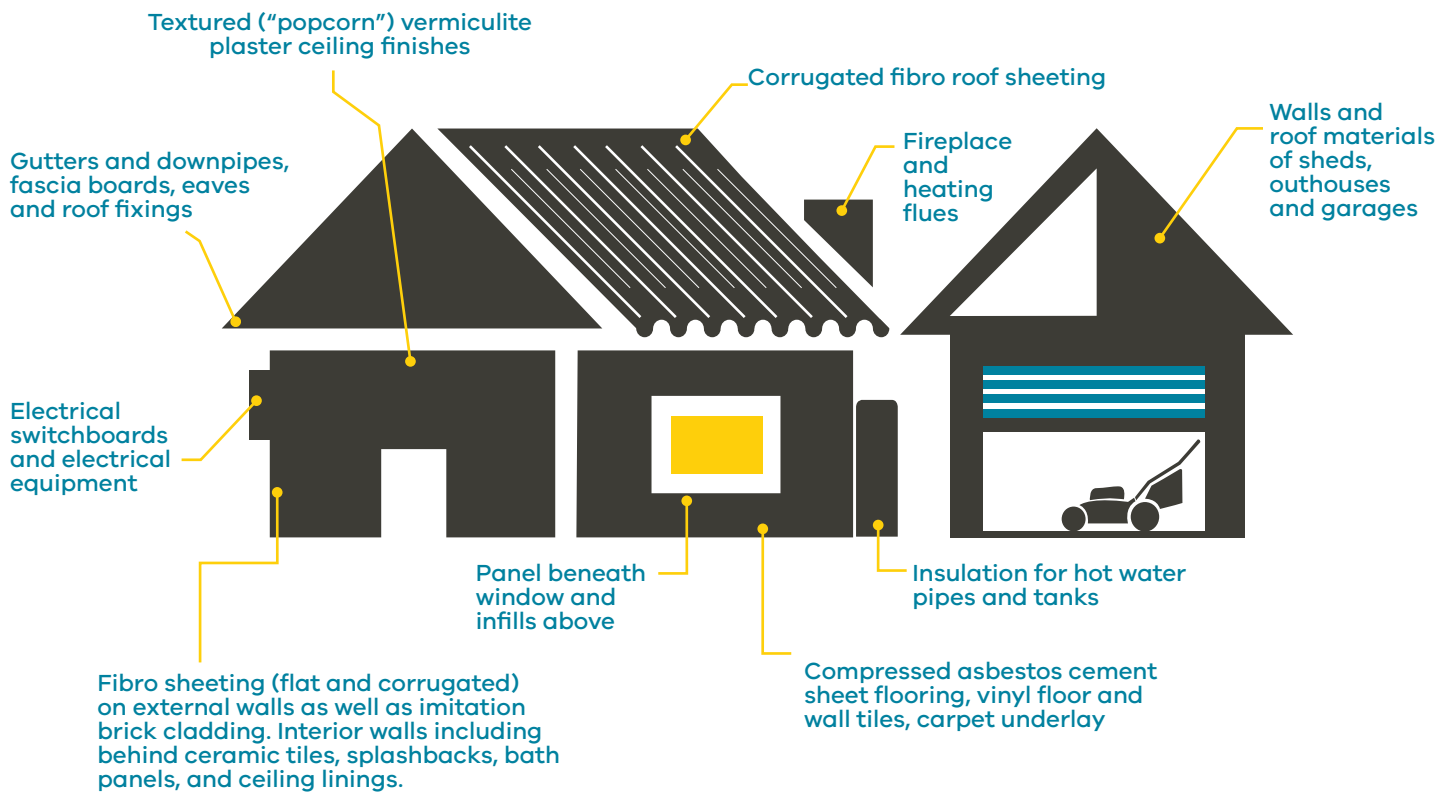 Textured (“popcorn”) vermiculite
plaster ceiling finishes
Corrugated fibro roof sheeting
Walls and
roof materials
of sheds,
outhouses
and garages
Fireplace
and
heating
flues
Gutters and downpipes,
fascia boards, eaves
and roof fixings
Electrical
switchboards
and electrical
equipment
Panel beneath
window and
infills above
Insulation for hot water
pipes and tanks
Compressed asbestos cement
sheet flooring, vinyl floor and
wall tiles, carpet underlay
Fibro sheeting (flat and corrugated)
on external walls as well as imitation
brick cladding. Interior walls including
behind ceramic tiles, splashbacks, bath
panels, and ceiling linings.